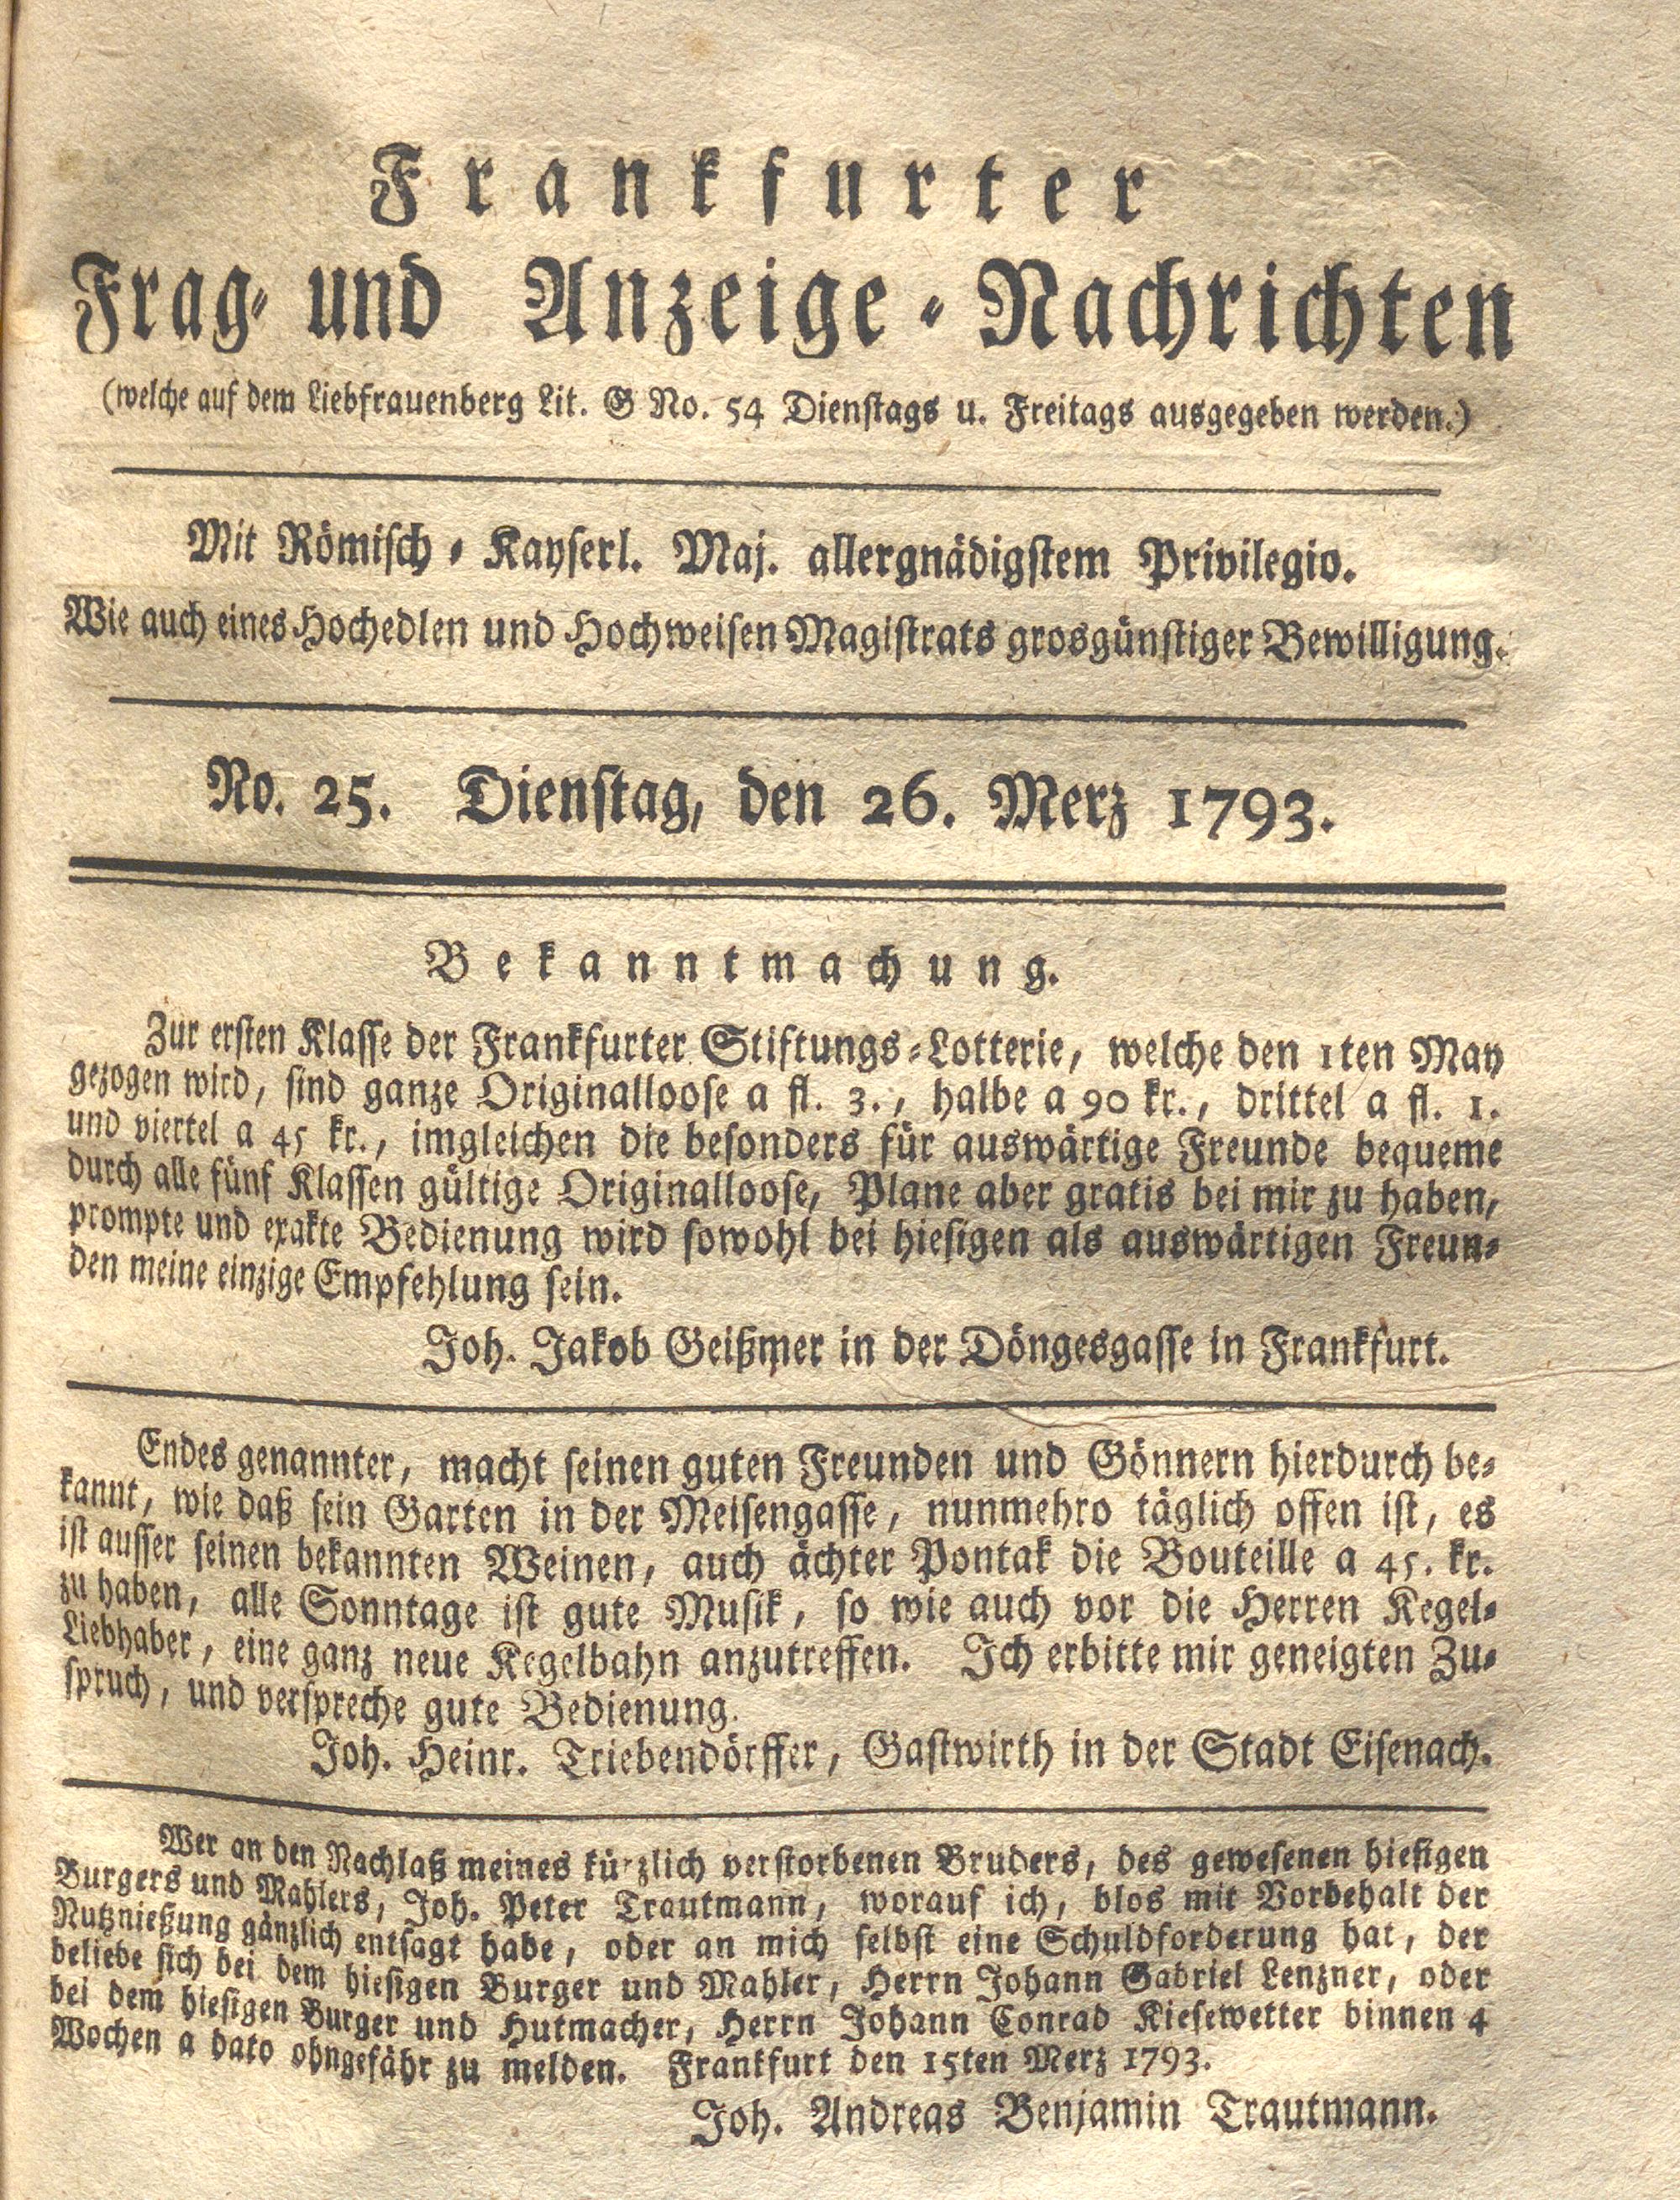 Frankfurter
Frag- und Anzeige-Nachrichten
(welche auf dem Liebfrauenberg Lit. G No. 54 Dienstags u. Freitags ausgegeben werden.)
Mit Römisch-Kayserl. Maj. allergnädigstem Privilegio.
Wie auch eines Hochedlen und Hochweisen Magistrats grosgünstiger Bewilligung.
No. 25. Dienstag, den 26. Merz 1793.
Bekanntmachung.
Zur ersten Klasse der Frankfurter Stiftungs-Lotterie, welche den 1ten May
gezogen wird, sind ganze Originalloose a fl. 3., halbe a 90 kr., drittel a fl. 1.
und viertel a 45 kr., imgleichen die besonders für auswärtige Freunde bequeme
durch alle fünf Klassen gültige Originalloose, Plane aber gratis bei mir zu haben,
prompte und exakte Bedienung wird sowohl bei hiesigen als auswärtigen Freun-
den meine einzige Empfehlung sein.
Joh. Jakob Geißmer in der Döngesgasse in Frankfurt.
Endes genannter, macht seinen guten Freunden und Gönnern hierdurch be-
kannt, wie daß sein Garten in der Meisengasse, nunmehro täglich offen ist, es
ist ausser seinen bekannten Weinen, auch ächter Pontak die Bouteille a 45. kr.
zu haben, alle Sonntage ist gute Musik, so wie auch vor die Herren Kegel-
Liebhaber, eine ganz neue Kegelbahn anzutreffen. Ich erbitte mir geneigten Zu-
spruch, und verspreche gute Bedienung.
Joh. Heinr. Triebendörffer, Gastwirth in der Stadt Eisenach.
Wer an den Nachlaß meines kürzlich verstorbenen Bruders, des gewesenen hiesigen
Burgers und Mahlers, Joh. Peter Trautmann, worauf ich, blos mit Vorbehalt der
Nutznießung gänzlich entsagt habe, oder an mich selbst eine Schuldforderung hat, der
beliebe sich bei dem hiesigen Burger und Mahler, Herrn Johann Gabriel Lenzner, oder
bei dem hiesigen Burger und Hutmacher, Herrn Johann Conrad Kiesewetter binnen 4
Wochen a dato ohngefähr zu melden. Frankfurt den 15ten Merz 1793.
Joh. Andreas Benjamin Trautmann.